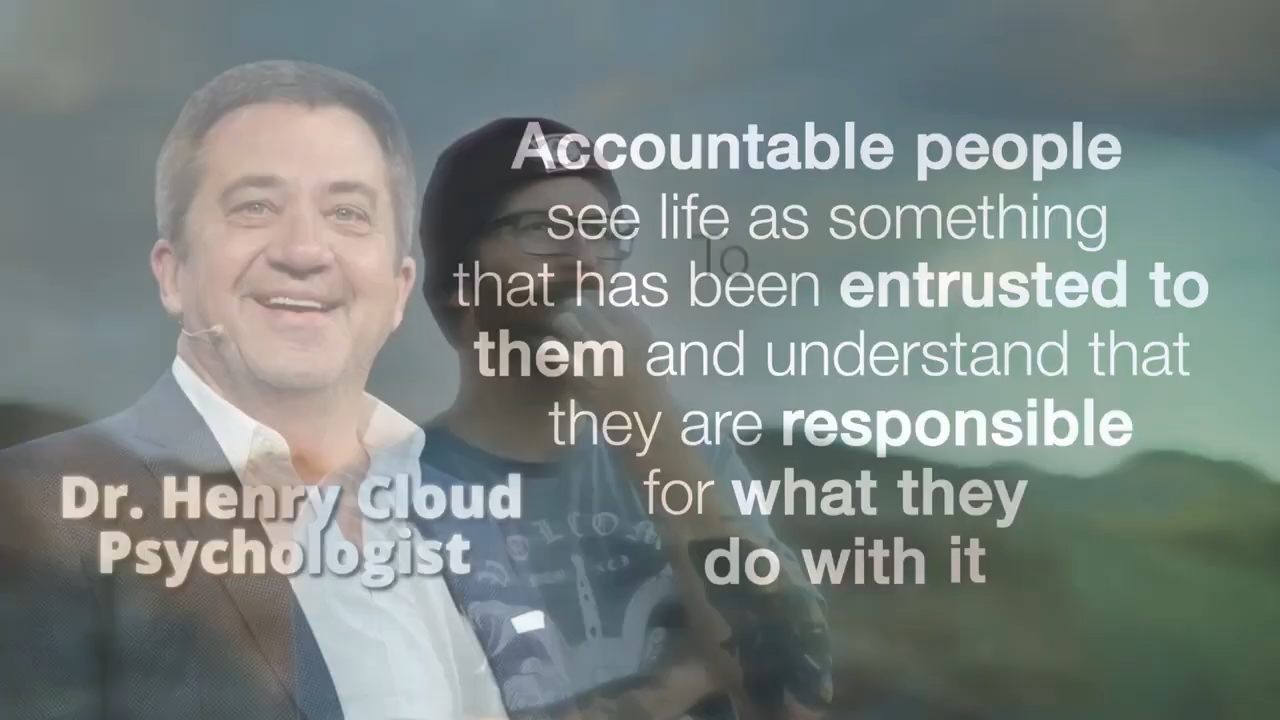 Accountable people
see life as something
To
that has been entrusted to
them and understand that
they are responsible
for what they
do with it
Dr. Henry Cloud
Psychologist